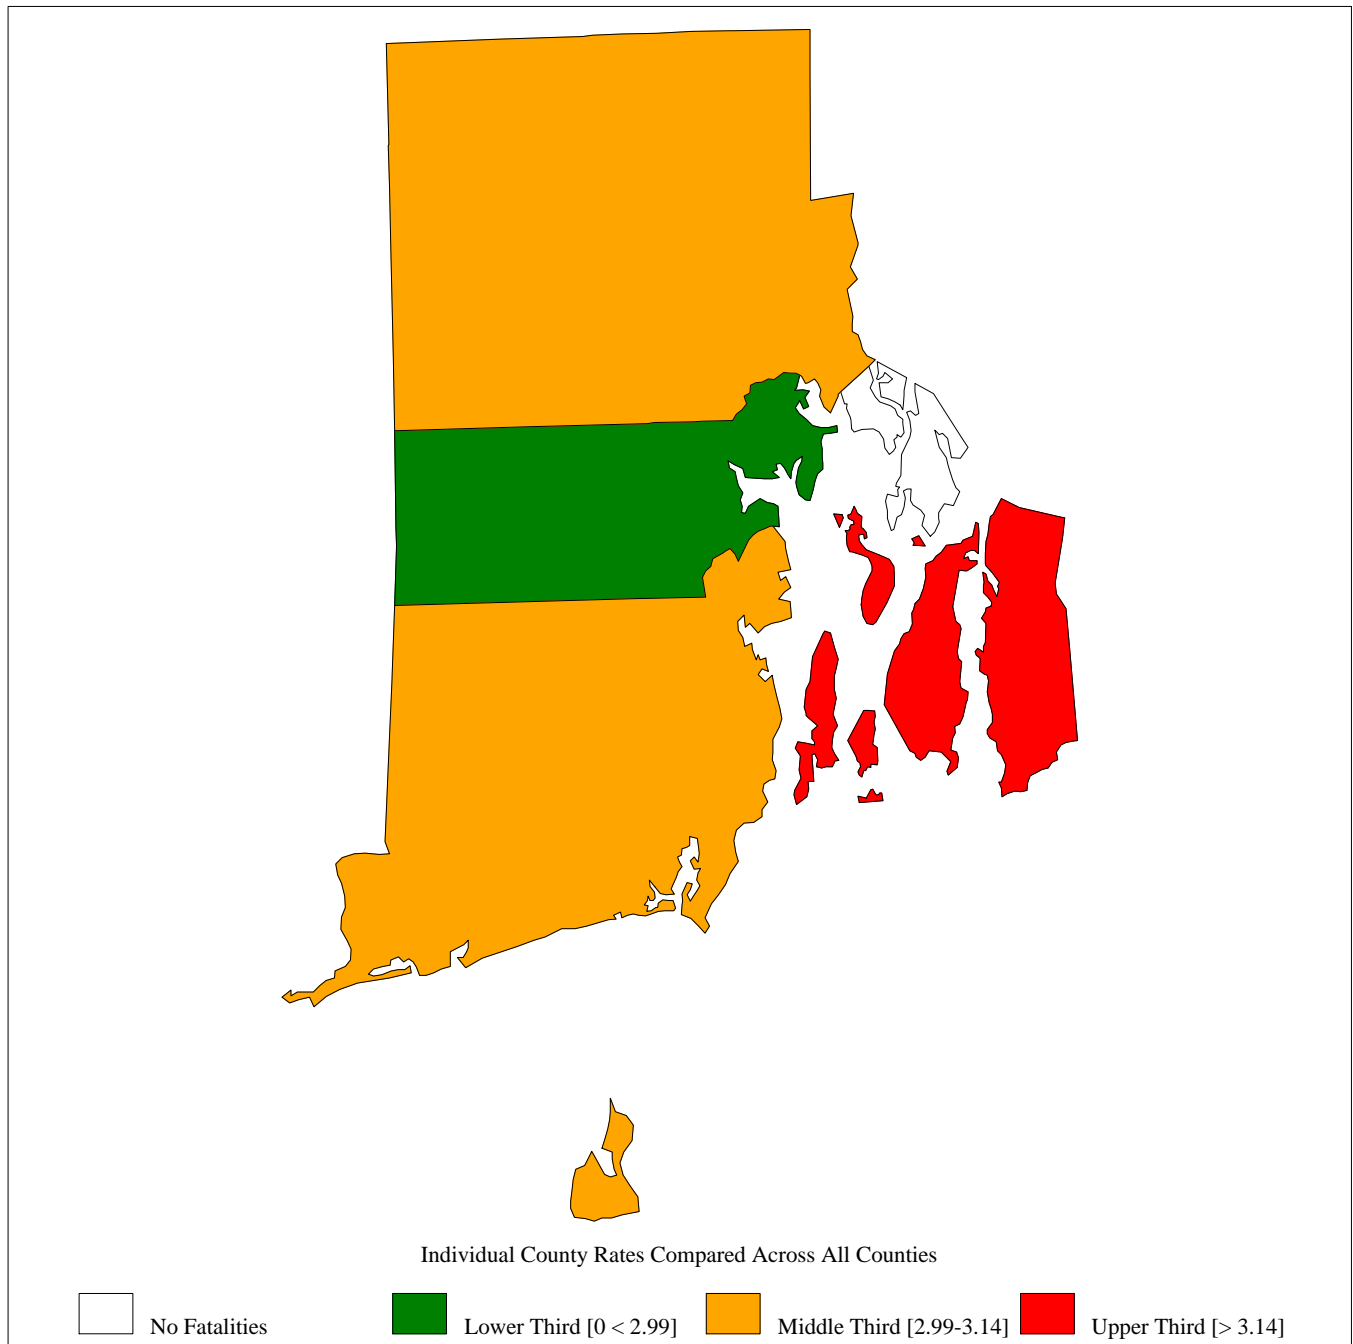 Individual County Rates Compared Across All Counties
No Fatalities Lower Third [0 < 2.99] Middle Third [2.99-3.14] Upper Third [> 3.14]